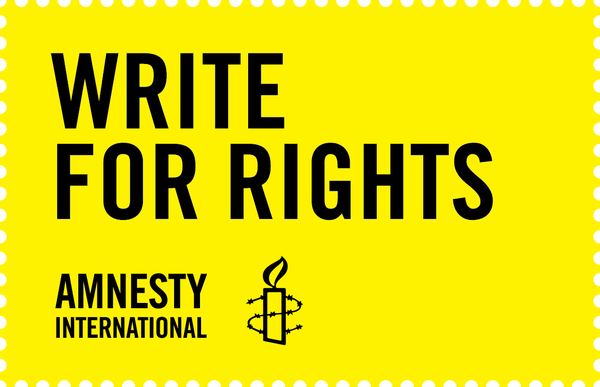 WRITE
FOR RIGHTS
AMNESTY
INTERNATIONAL